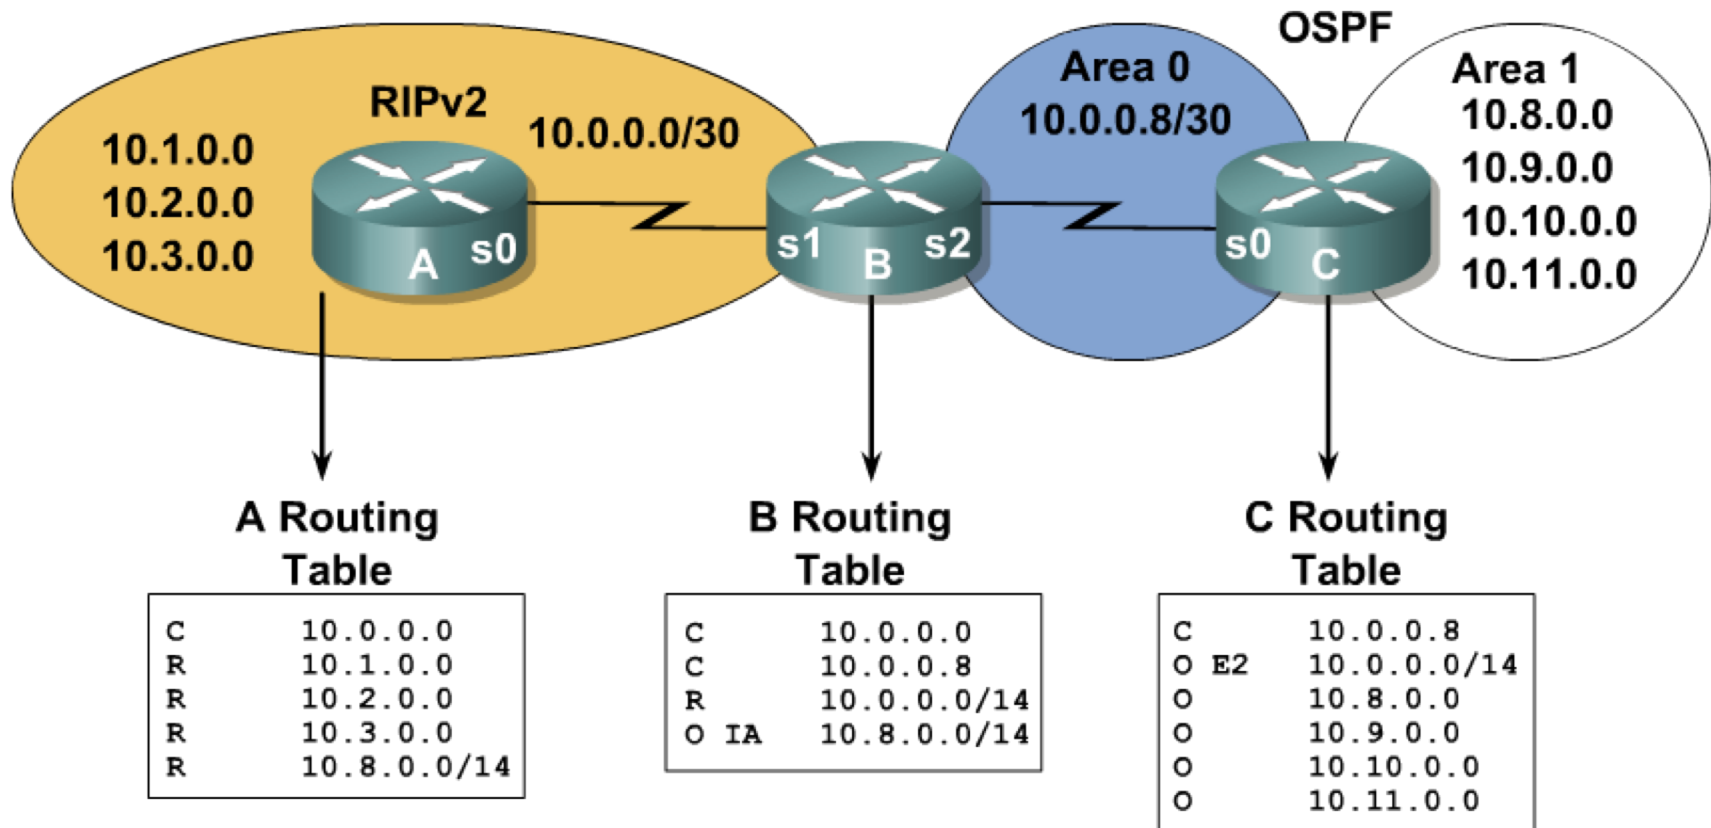 OSPF
RIPv2
10.1.0.0
10.2.0.0
10.3.0.0
10.0.0.0/30
Area 0
10.0.0.8/30
Area 1
10.8.0.0
10.9.0.0
10.10.0.0
10.11.0.0
A s0
s1 B s2
s0 C
A Routing
Table
C 10.0.0.0
R 10.1.0.0
R 10.2.0.0
R 10.3.0.0
R 10.8.0.0/14
B Routing
Table
C 10.0.0.0
C 10.0.0.8
R 10.0.0.0/14
O IA 10.8.0.0/14
C Routing
Table
C 10.0.0.8
O E2 10.0.0.0/14
O 10.8.0.0
O 10.9.0.0
O 10.10.0.0
O 10.11.0.0